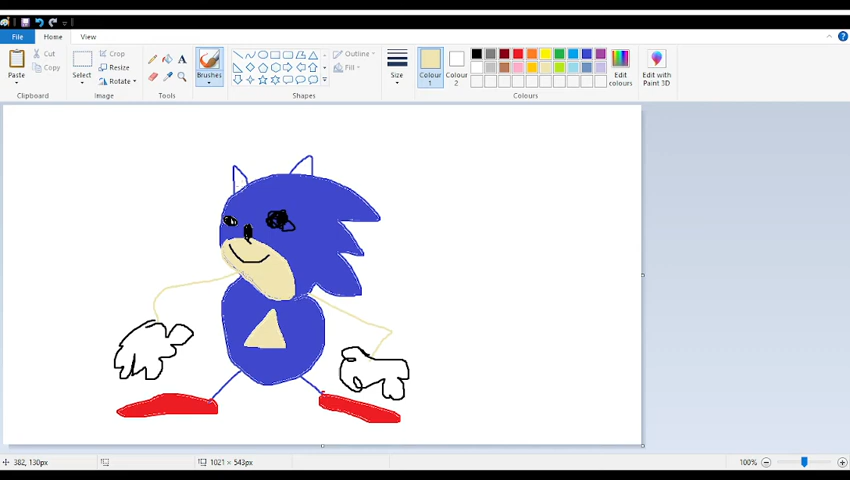 File Home View
Paste Cut Copy Select Crop Resize Rotate A Brushes Outline Fill Size Colour 1 Colour 2 Edit colours Edit with Paint 3D
Clipboard Image Tools Shapes Colours
382, 130px 1021 × 543px 100%